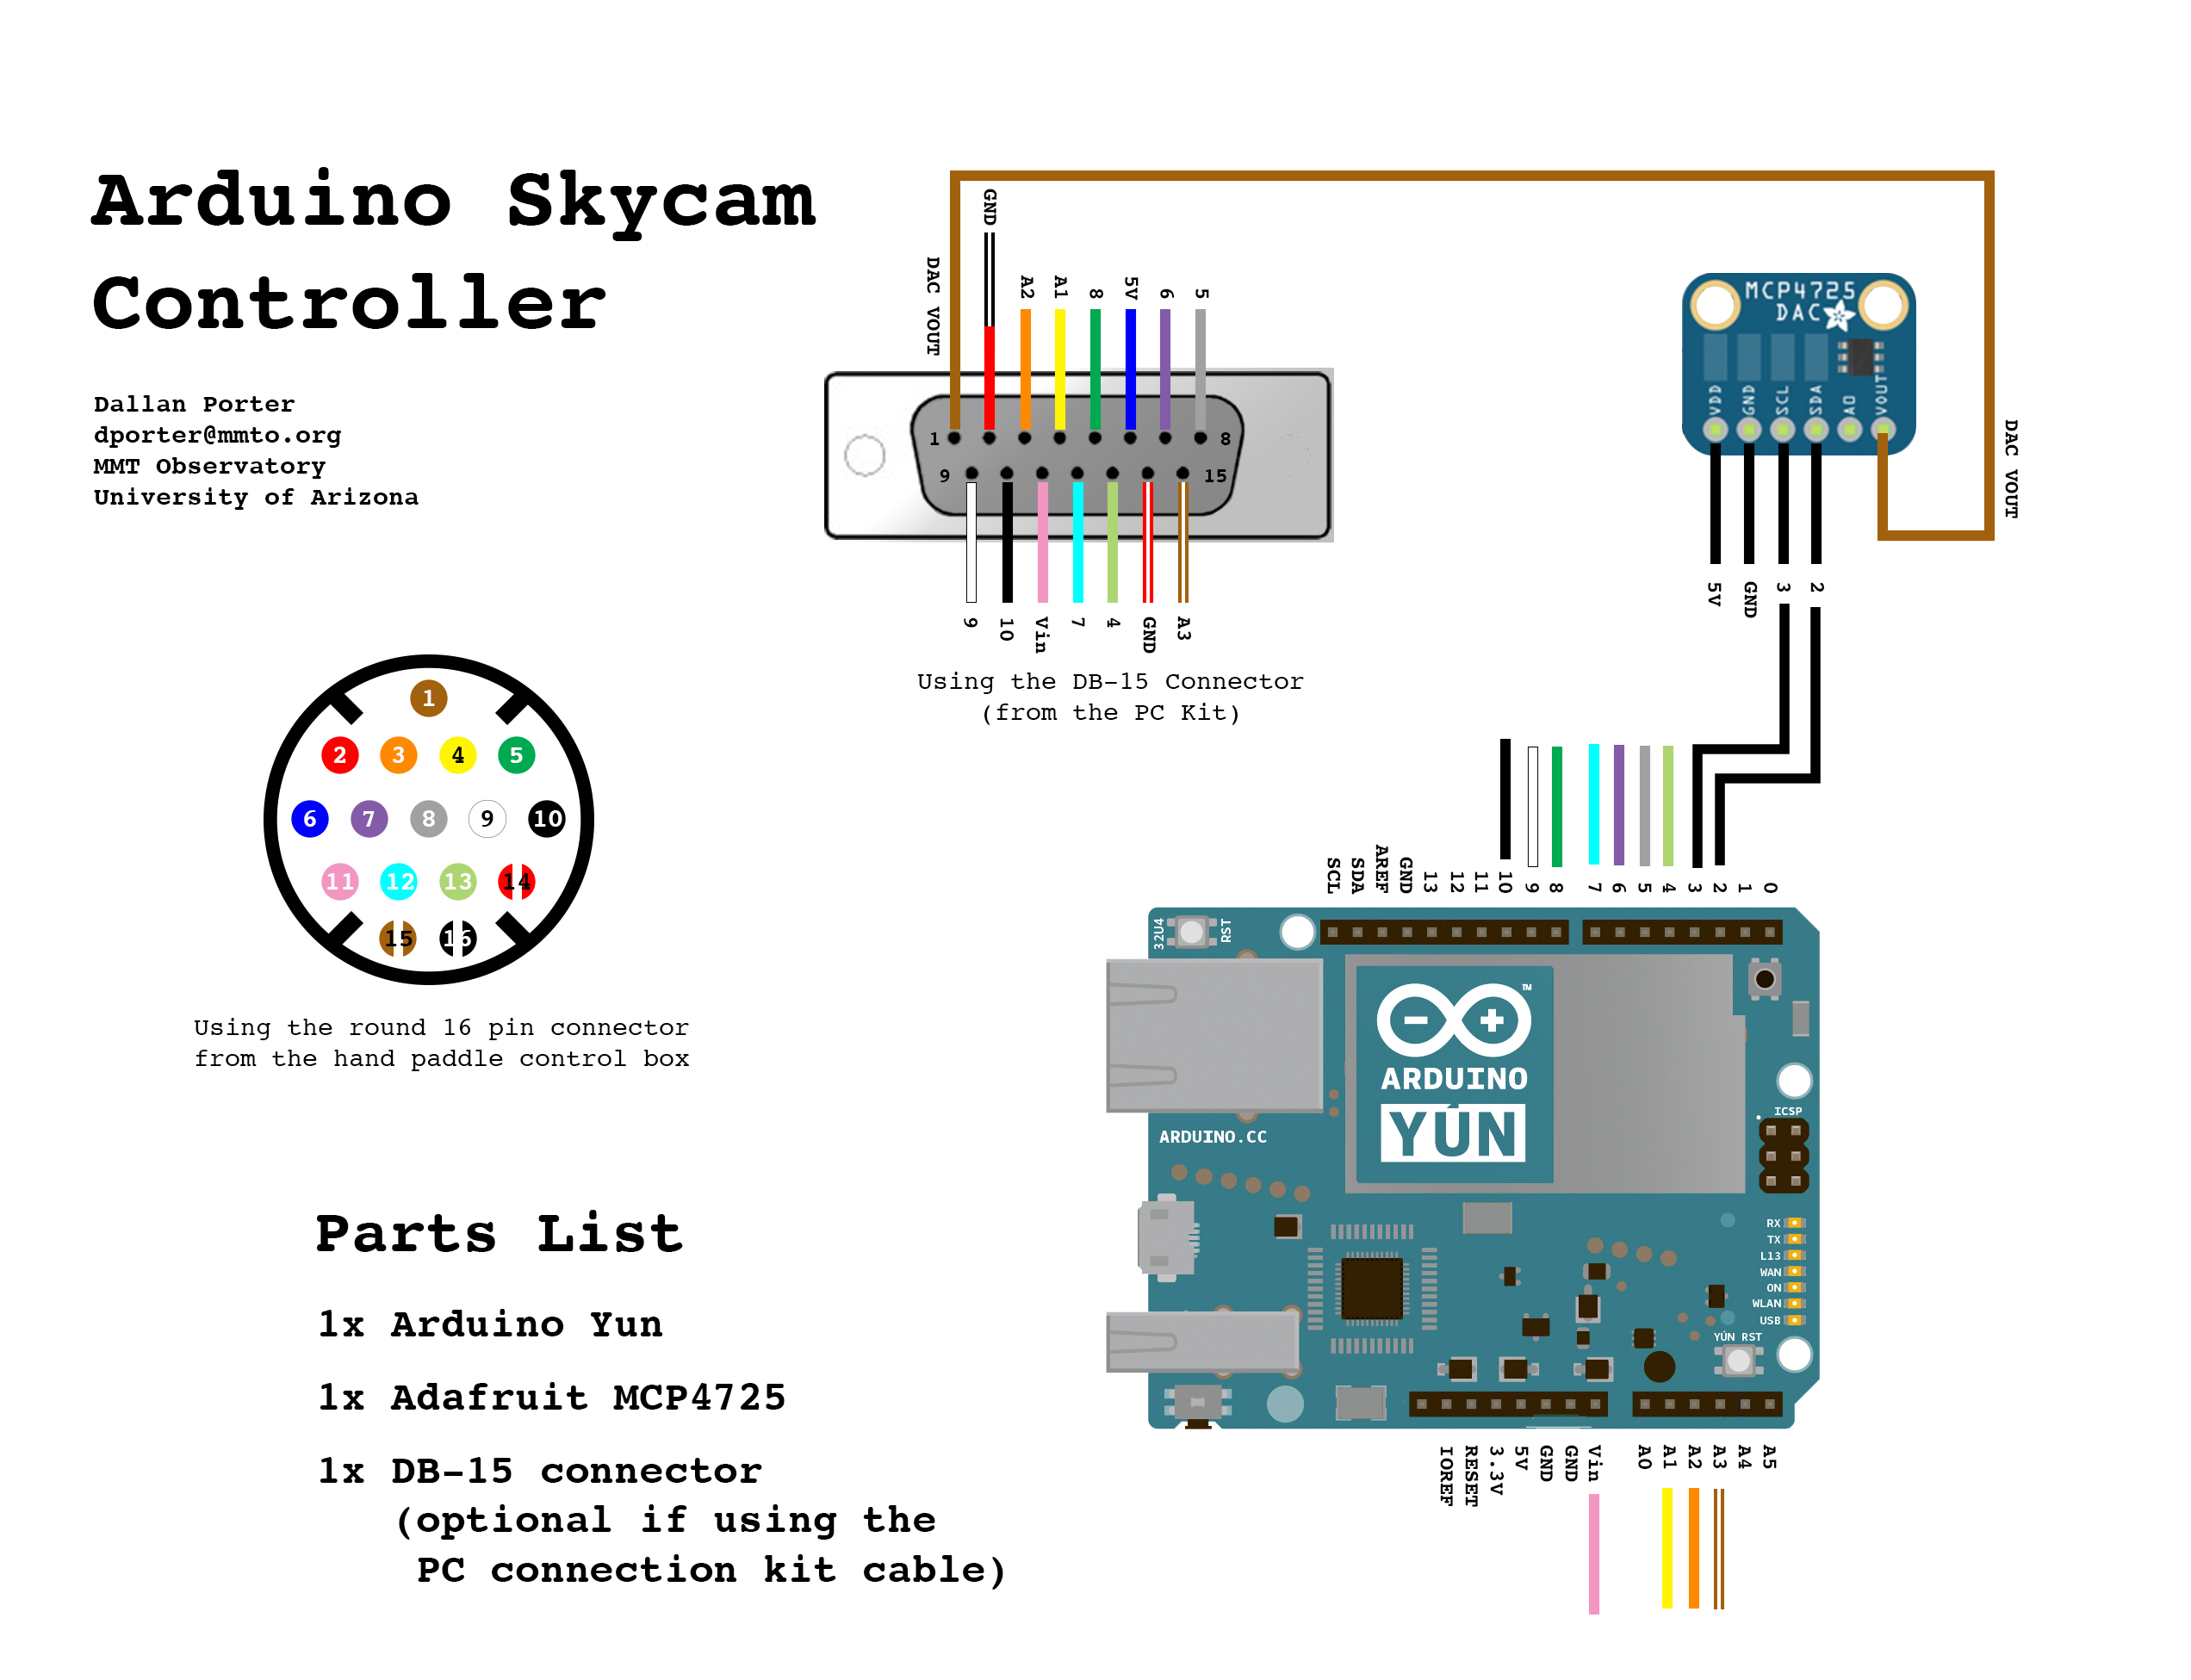 Arduino Skycam
Controller
Dallan Porter
dporter@mmto.org
MMT Observatory
University of Arizona
DAC VOUT
GND
A2
A1
8
5V
6
5
1
8
9
15
9
10
Vin
7
4
GND
A3
Using the DB-15 Connector
(from the PC Kit)
MCP4725
DAC
VDD
GND
SCL
SDA
A0
VOUT
5V
GND
3
2
DAC VOUT
1
2 3 4 5
6 7 8 9 10
11 12 13 14
15 16
Using the round 16 pin connector
from the hand paddle control box
Parts List
1x Arduino Yun
1x Adafruit MCP4725
1x DB-15 connector
(optional if using the
PC connection kit cable)
SCL
SDA
AREF
GND
13
12
11
10
9
8
7
6
5
4
3
2
1
0
32U4
RST
™
ARDUINO
YÚN
ARDUINO.CC
ICSP
RX
TX
L13
WAN
ON
WLAN
USB
YÚN RST
IOREF
RESET
3.3V
5V
GND
GND
Vin
A0
A1
A2
A3
A4
A5